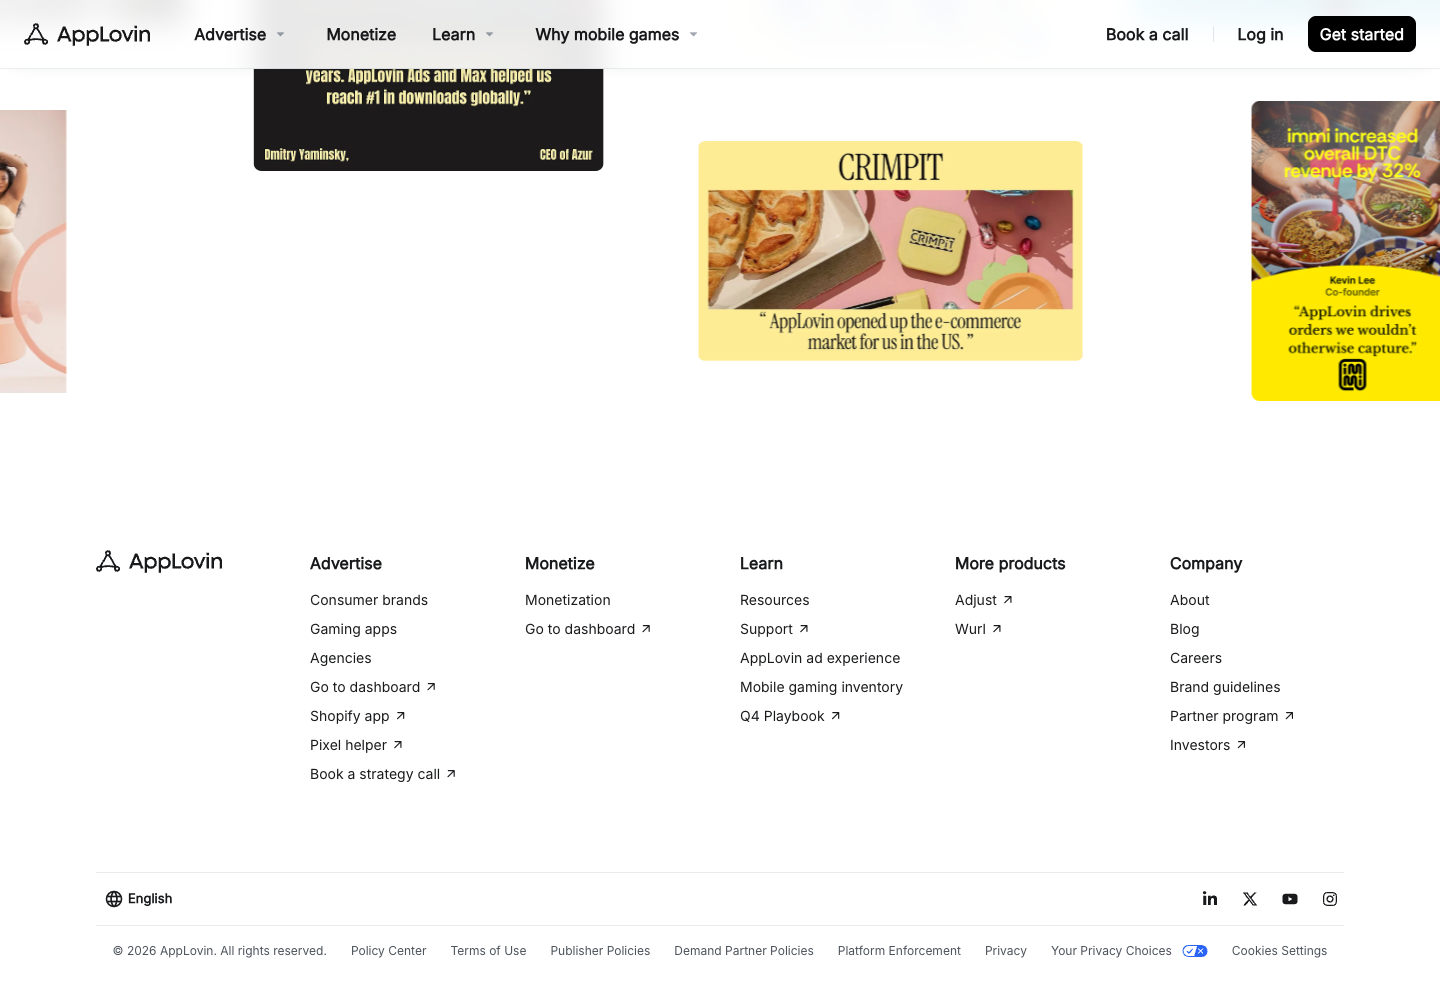 AppLovin
Advertise
Monetize
Learn
Why mobile games
Book a call
Log in
Get started
years. AppLovin Ads and Max helped us
reach #1 in downloads globally.”
Dmitry Yaminsky,
CEO of Azur
CRIMPIT
CRIMPiT
“ AppLovin opened up the e-commerce
market for us in the US. ”
immi increased
overall DTC
revenue by 32%
Kevin Lee
Co-founder
“AppLovin drives
orders we wouldn’t
otherwise capture.”
immi
AppLovin
Advertise
Consumer brands
Gaming apps
Agencies
Go to dashboard
Shopify app
Pixel helper
Book a strategy call
Monetize
Monetization
Go to dashboard
Learn
Resources
Support
AppLovin ad experience
Mobile gaming inventory
Q4 Playbook
More products
Adjust
Wurl
Company
About
Blog
Careers
Brand guidelines
Partner program
Investors
English
© 2026 AppLovin. All rights reserved.
Policy Center
Terms of Use
Publisher Policies
Demand Partner Policies
Platform Enforcement
Privacy
Your Privacy Choices
Cookies Settings